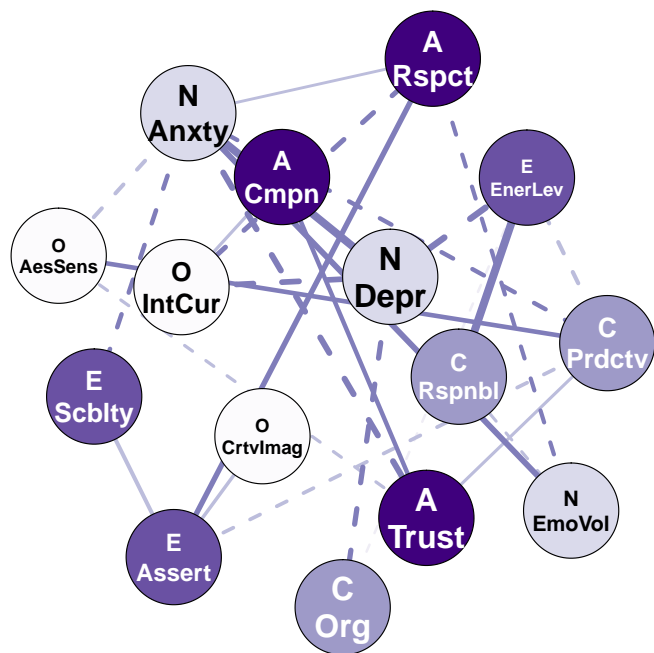 A
Rspct
N
Anxty
A
Cmpn
E
EnerLev
O
AesSens
O
IntCur
N
Depr
C
Prdctv
E
Scblty
C
Rspnbl
O
CrtvImag
A
Trust
N
EmoVol
E
Assert
C
Org